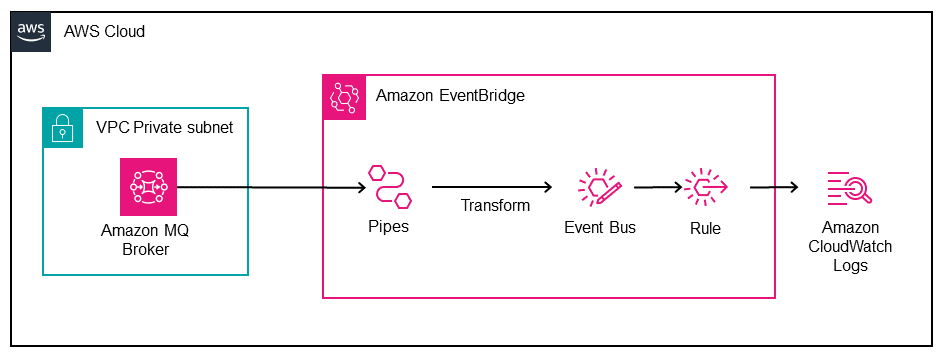 aws
AWS Cloud
Amazon EventBridge
VPC Private subnet
Amazon MQ
Broker
Pipes
Transform
Event Bus
Rule
Amazon
CloudWatch
Logs